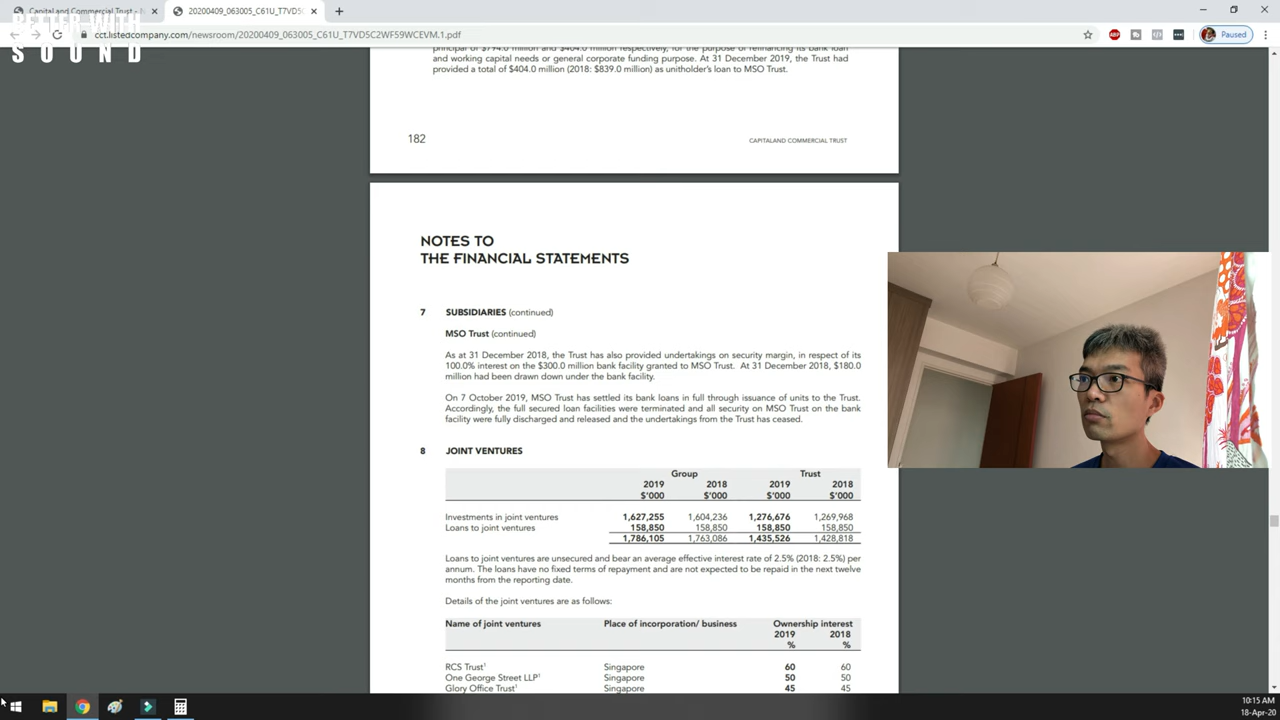 CapitaLand Commercial Trust - N
20200409_063005_C61U_T7VD5
BETTER WITH
SOUND
cct.listedcompany.com/newsroom/20200409_063005_C61U_T7VD5C2WF59WCEVM.1.pdf
ABP
Paused
principal of $794.0 million and $404.0 million respectively, for the purpose of refinancing its bank loan
and working capital needs or general corporate funding purpose. At 31 December 2019, the Trust had
provided a total of $404.0 million (2018: $839.0 million) as unitholder's loan to MSO Trust.
182
CAPITALAND COMMERCIAL TRUST
NOTES TO
THE FINANCIAL STATEMENTS
7 SUBSIDIARIES (continued)
MSO Trust (continued)
As at 31 December 2018, the Trust has also provided undertakings on security margin, in respect of its
100.0% interest on the $300.0 million bank facility granted to MSO Trust. At 31 December 2018, $180.0
million had been drawn down under the bank facility.
On 7 October 2019, MSO Trust has settled its bank loans in full through issuance of units to the Trust.
Accordingly, the full secured loan facilities were terminated and all security on MSO Trust on the bank
facility were fully discharged and released and the undertakings from the Trust has ceased.
8 JOINT VENTURES
Group Trust
2019 2018 2019 2018
$'000 $'000 $'000 $'000
Investments in joint ventures 1,627,255 1,604,236 1,276,676 1,269,968
Loans to joint ventures 158,850 158,850 158,850 158,850
1,786,105 1,763,086 1,435,526 1,428,818
Loans to joint ventures are unsecured and bear an average effective interest rate of 2.5% (2018: 2.5%) per
annum. The loans have no fixed terms of repayment and are not expected to be repaid in the next twelve
months from the reporting date.
Details of the joint ventures are as follows:
Name of joint ventures Place of incorporation/ business Ownership interest
2019 2018
% %
RCS Trust¹ Singapore 60 60
One George Street LLP¹ Singapore 50 50
Glory Office Trust¹ Singapore 45 45
10:15 AM
18-Apr-20